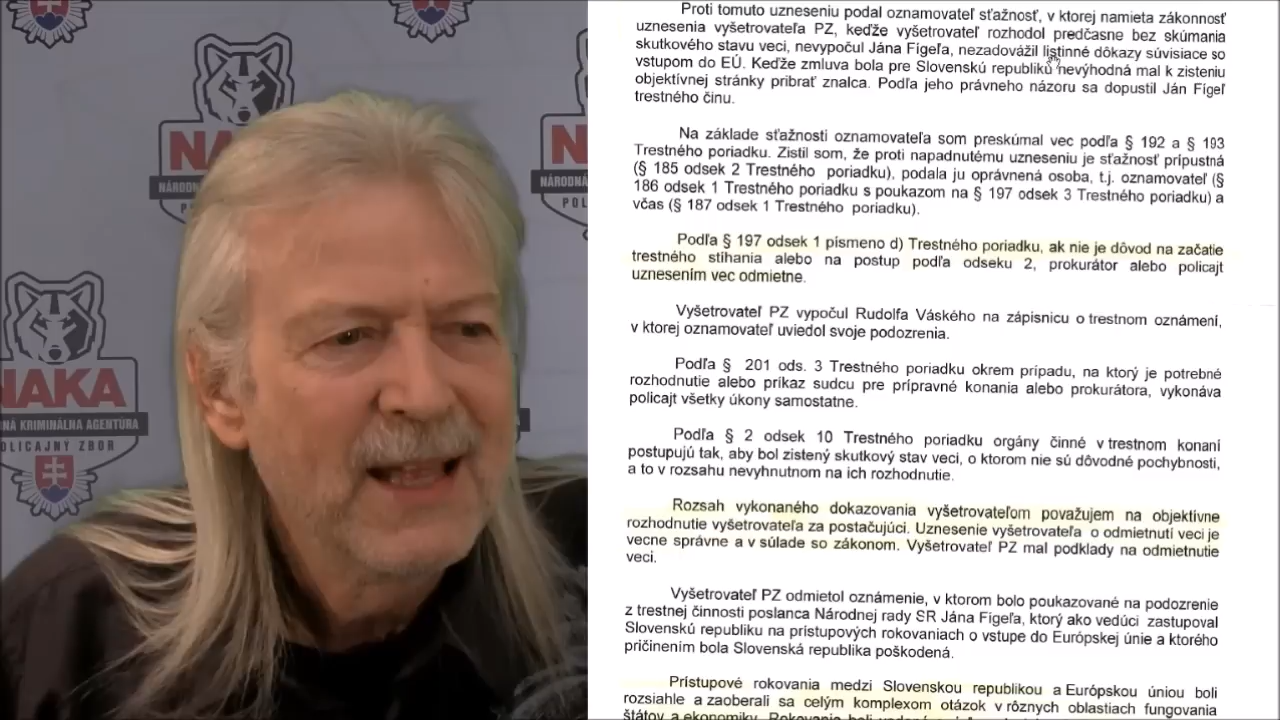 NAKA
NÁRODNÁ KRIMINÁLNA AGENTÚRA
POLICAJNÝ ZBOR
Proti tomuto uzneseniu podal oznamovateľ sťažnosť, v ktorej namieta zákonnosť
uznesenia vyšetrovateľa PZ, keďže vyšetrovateľ rozhodol predčasne bez skúmania
skutkového stavu veci, nevypočul Jána Fígeľa, nezadovážil listinné dôkazy súvisiace so
vstupom do EÚ. Keďže zmluva bola pre Slovenskú republiku nevýhodná mal k zisteniu
objektívnej stránky pribrať znalca. Podľa jeho právneho názoru sa dopustil Ján Fígeľ
trestného činu.
Na základe sťažnosti oznamovateľa som preskúmal vec podľa § 192 a § 193
Trestného poriadku. Zistil som, že proti napadnutému uzneseniu je sťažnosť prípustná
(§ 185 odsek 2 Trestného poriadku), podala ju oprávnená osoba, t.j. oznamovateľ (§
186 odsek 1 Trestného poriadku s poukazom na § 197 odsek 3 Trestného poriadku) a
včas (§ 187 odsek 1 Trestného poriadku).
Podľa § 197 odsek 1 písmeno d) Trestného poriadku, ak nie je dôvod na začatie
trestného stíhania alebo na postup podľa odseku 2, prokurátor alebo policajt
uznesením vec odmietne.
Vyšetrovateľ PZ vypočul Rudolfa Váského na zápisnicu o trestnom oznámení,
v ktorej oznamovateľ uviedol svoje podozrenia.
Podľa § 201 ods. 3 Trestného poriadku okrem prípadu, na ktorý je potrebné
rozhodnutie alebo príkaz sudcu pre prípravné konania alebo prokurátora, vykonáva
policajt všetky úkony samostatne.
Podľa § 2 odsek 10 Trestného poriadku orgány činné v trestnom konaní
postupujú tak, aby bol zistený skutkový stav veci, o ktorom nie sú dôvodné pochybnosti,
a to v rozsahu nevyhnutnom na ich rozhodnutie.
Rozsah vykonaného dokazovania vyšetrovateľom považujem na objektívne
rozhodnutie vyšetrovateľa za postačujúci. Uznesenie vyšetrovateľa o odmietnutí veci je
vecne správne a v súlade so zákonom. Vyšetrovateľ PZ mal podklady na odmietnutie
veci.
Vyšetrovateľ PZ odmietol oznámenie, v ktorom bolo poukazované na podozrenie
z trestnej činnosti poslanca Národnej rady SR Jána Fígeľa, ktorý ako vedúci zastupoval
Slovenskú republiku na prístupových rokovaniach o vstupe do Európskej únie a ktorého
pričinením bola Slovenská republika poškodená.
Prístupové rokovania medzi Slovenskou republikou a Európskou úniou boli
rozsiahle a zaoberali sa celým komplexom otázok v rôznych oblastiach fungovania
štátov a ekonomiky. Rokovania boli